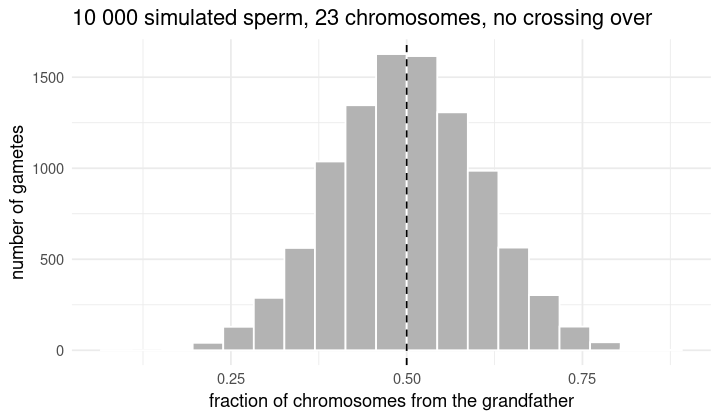 10 000 simulated sperm, 23 chromosomes, no crossing over
number of gametes
1500
1000
500
0
0.25 0.50 0.75
fraction of chromosomes from the grandfather